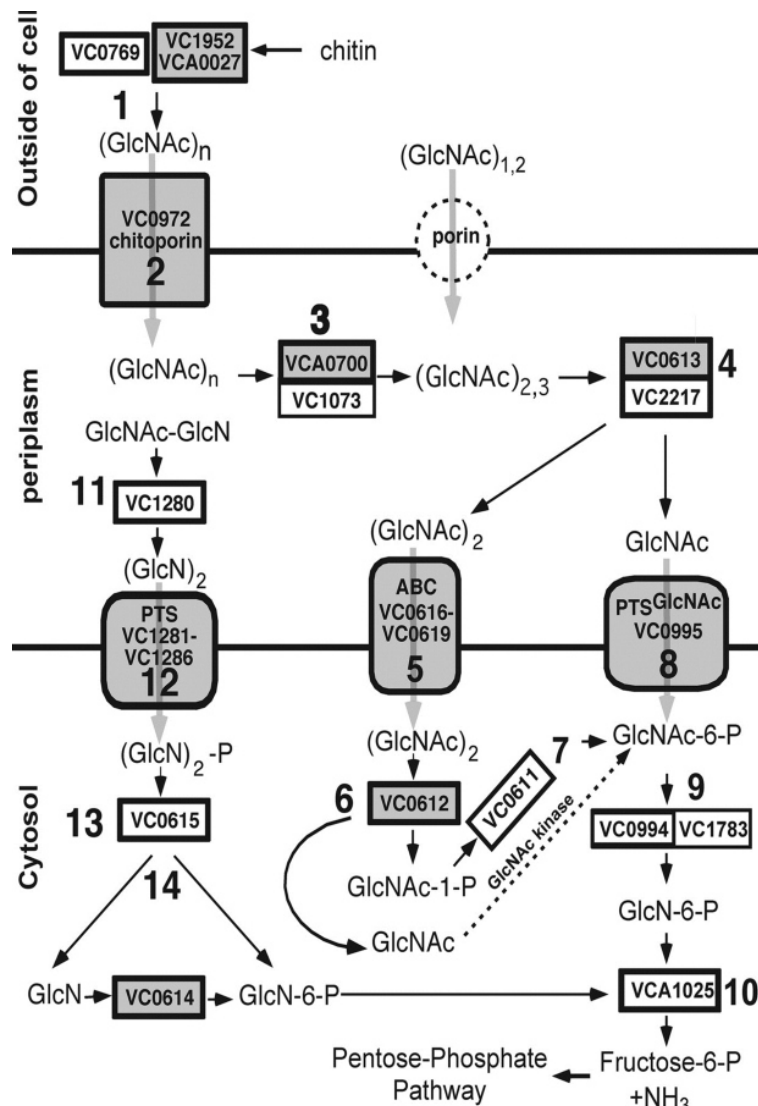 Outside of cell
VC0769
VC1952
VCA0027
chitin
1
(GlcNAc)n
(GlcNAc)1,2
VC0972
chitoporin
2
porin
periplasm
3
(GlcNAc)n
VCA0700
VC1073
(GlcNAc)2,3
VC0613
VC2217
4
GlcNAc-GlcN
11
VC1280
(GlcN)2
(GlcNAc)2
GlcNAc
PTS
VC1281-
VC1286
12
ABC
VC0616-
VC0619
5
PTSGlcNAc
VC0995
8
Cytosol
(GlcN)2-P
(GlcNAc)2
7
GlcNAc-6-P
13
VC0615
6
VC0612
VC0611
GlcNAc kinase
9
VC0994
VC1783
14
GlcNAc-1-P
GlcN-6-P
GlcNAc
GlcN
VC0614
GlcN-6-P
VCA1025
10
Pentose-Phosphate
Pathway
Fructose-6-P
+NH3